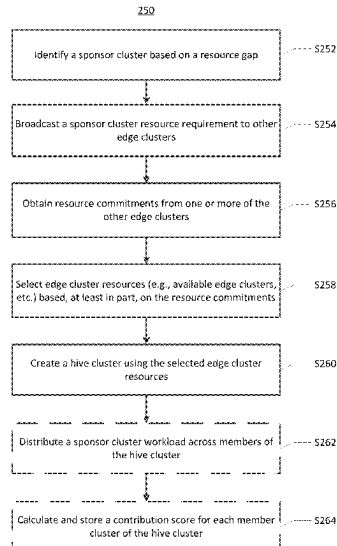 250
Identify a sponsor cluster based on a resource gap
S252
Broadcast a sponsor cluster resource requirement to other
edge clusters
S254
Obtain resource commitments from one or more of the
other edge clusters
S256
Select edge cluster resources (e.g., available edge clusters,
etc.) based, at least in part, on the resource commitments
S258
Create a hive cluster using the selected edge cluster
resources
S260
Distribute a sponsor cluster workload across members of
the hive cluster
S262
Calculate and store a contribution score for each member
cluster of the hive cluster
S264